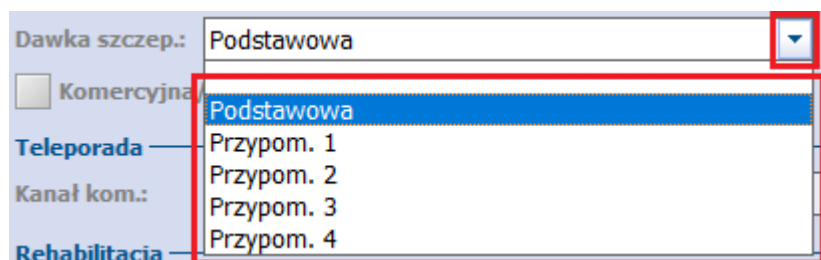 Dawka szczep.: Podstawowa
Komercyjna/
Podstawowa
Teleporada Przypom. 1
Przypom. 2
Kanał kom.: Przypom. 3
Rehabilitacja Przypom. 4